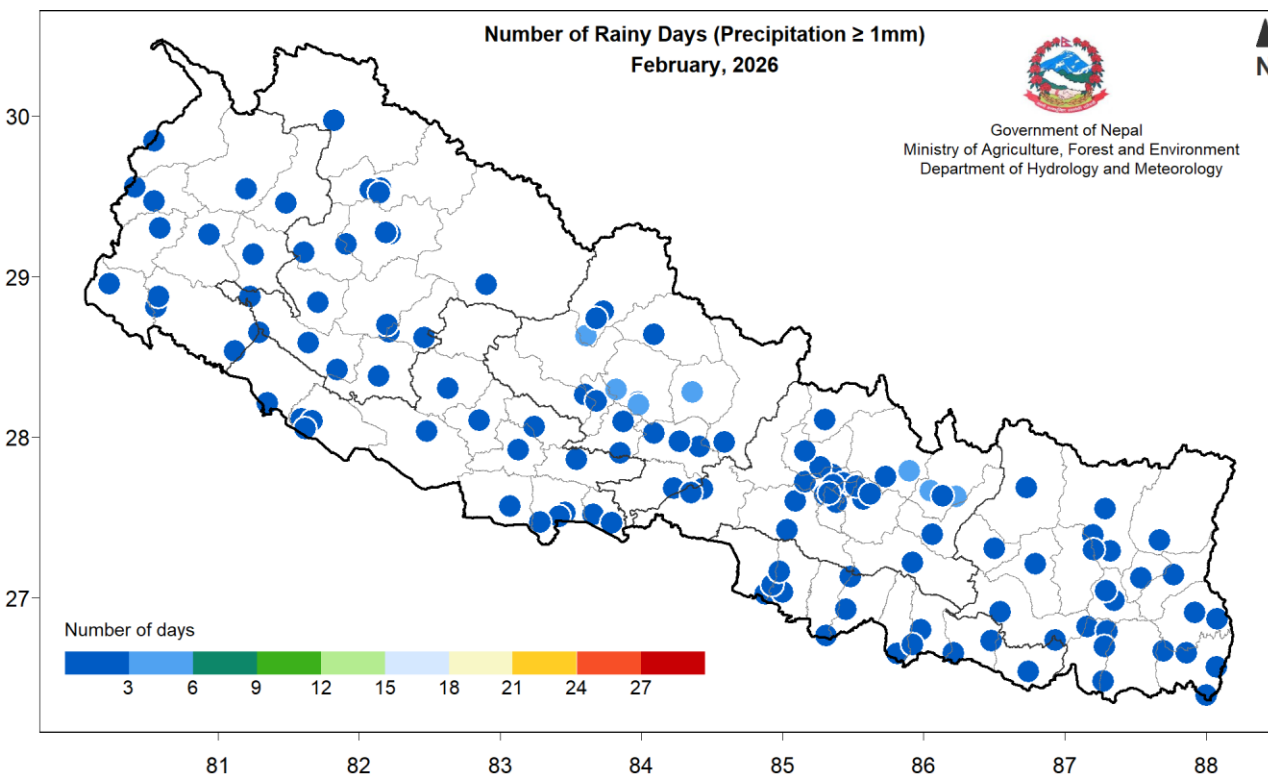 Number of Rainy Days (Precipitation ≥ 1mm)
February, 2026
N
Government of Nepal
Ministry of Agriculture, Forest and Environment
Department of Hydrology and Meteorology
30
29
28
27
Number of days
3 6 9 12 15 18 21 24 27
81 82 83 84 85 86 87 88